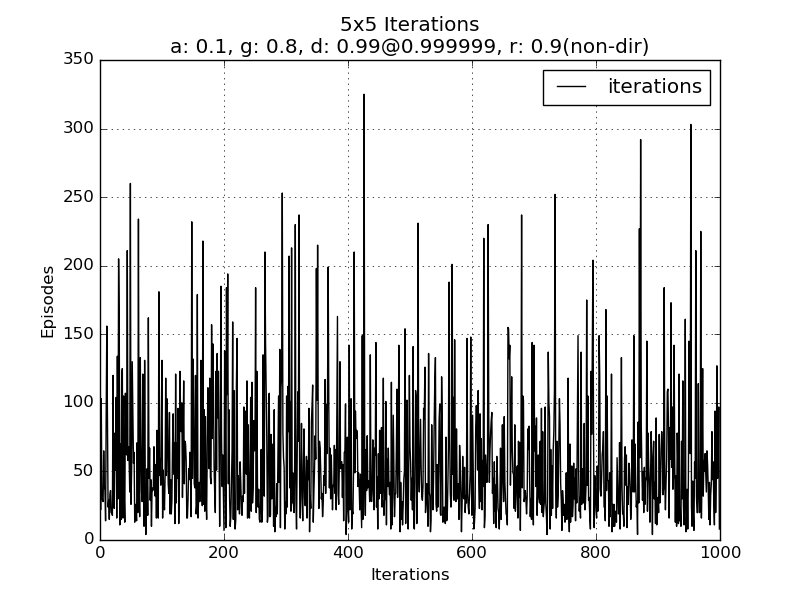 5x5 Iterations
a: 0.1, g: 0.8, d: 0.99@0.999999, r: 0.9(non-dir)
350
iterations
300
250
200
Episodes
150
100
50
0
0 200 400 600 800 1000
Iterations